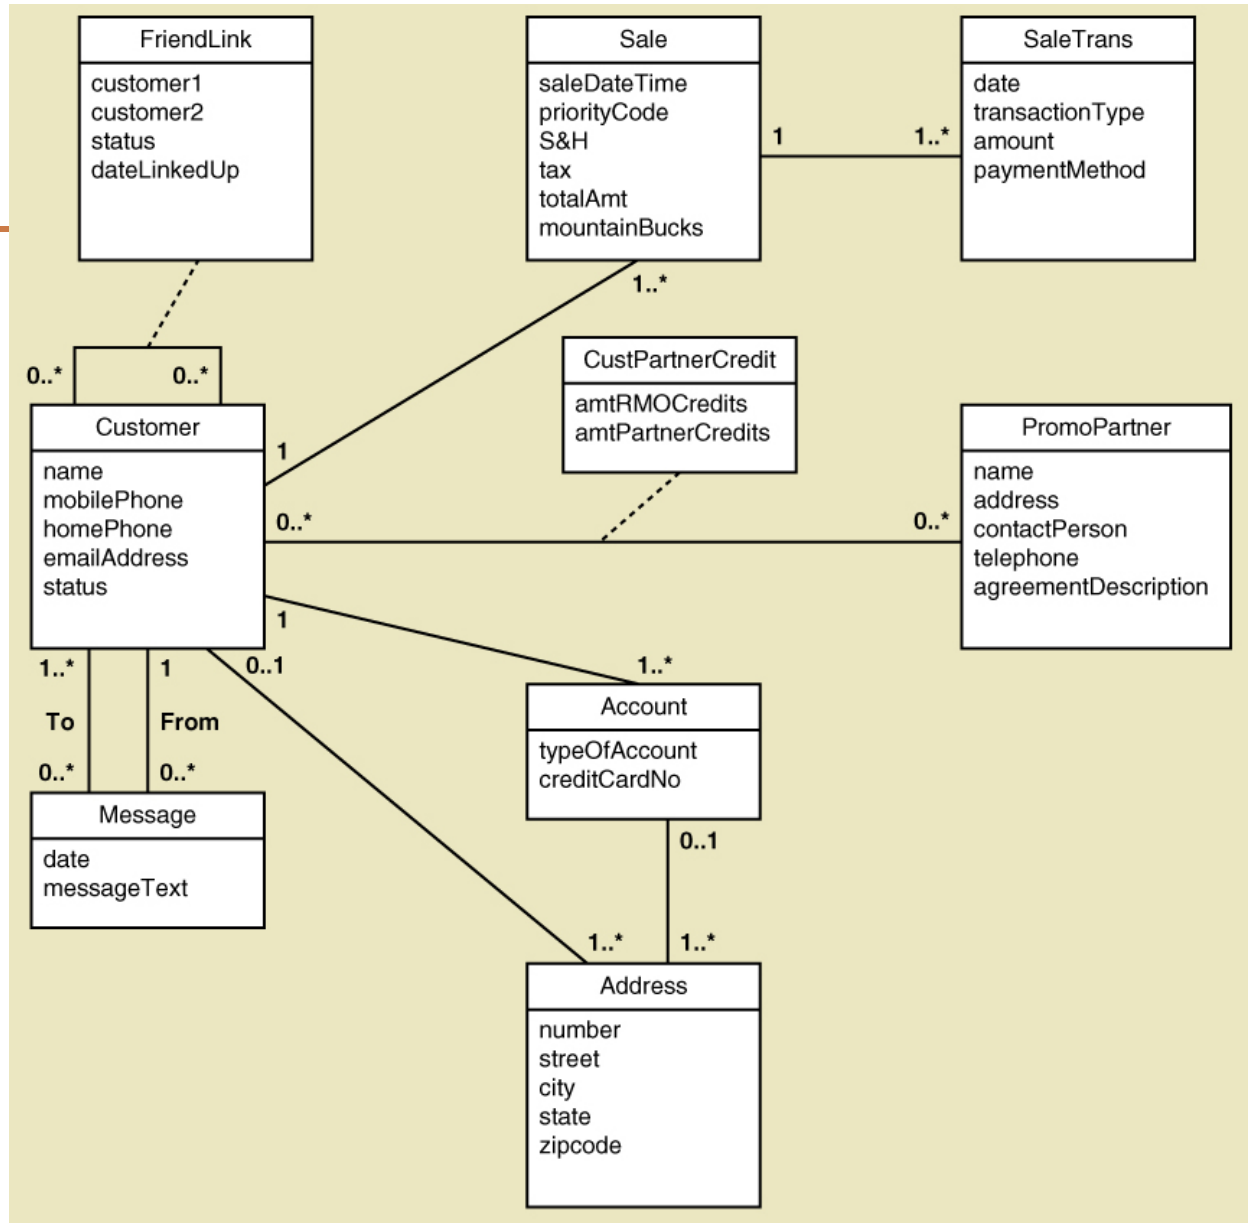 FriendLink
customer1
customer2
status
dateLinkedUp
Sale
saleDateTime
priorityCode
S&H
tax
totalAmt
mountainBucks
1
1..*
SaleTrans
date
transactionType
amount
paymentMethod
0..*
0..*
1..*
CustPartnerCredit
amtRMOCredits
amtPartnerCredits
Customer
name
mobilePhone
homePhone
emailAddress
status
1
0..*
0..*
PromoPartner
name
address
contactPerson
telephone
agreementDescription
1
1..*
1..*
1
0..1
To
From
0..*
0..*
Account
typeOfAccount
creditCardNo
Message
date
messageText
0..1
1..*
1..*
Address
number
street
city
state
zipcode